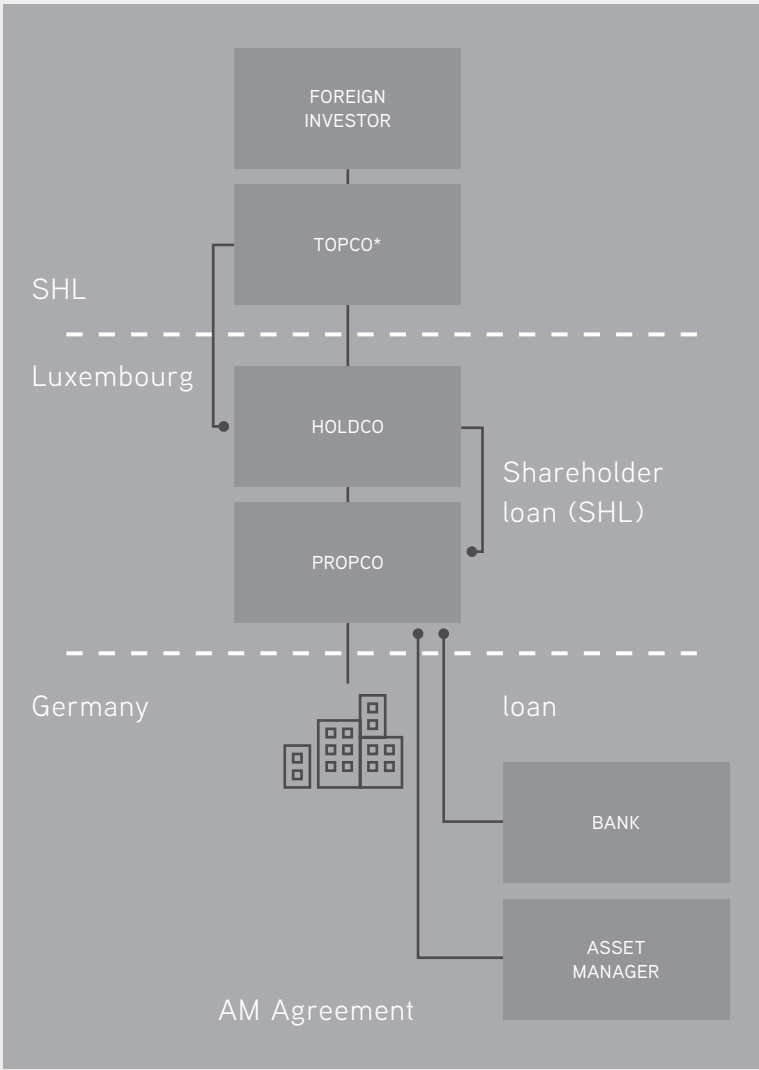 FOREIGN
INVESTOR
TOPCO*
SHL
Luxembourg
HOLDCO
Shareholder
loan (SHL)
PROPCO
Germany
loan
BANK
ASSET
MANAGER
AM Agreement